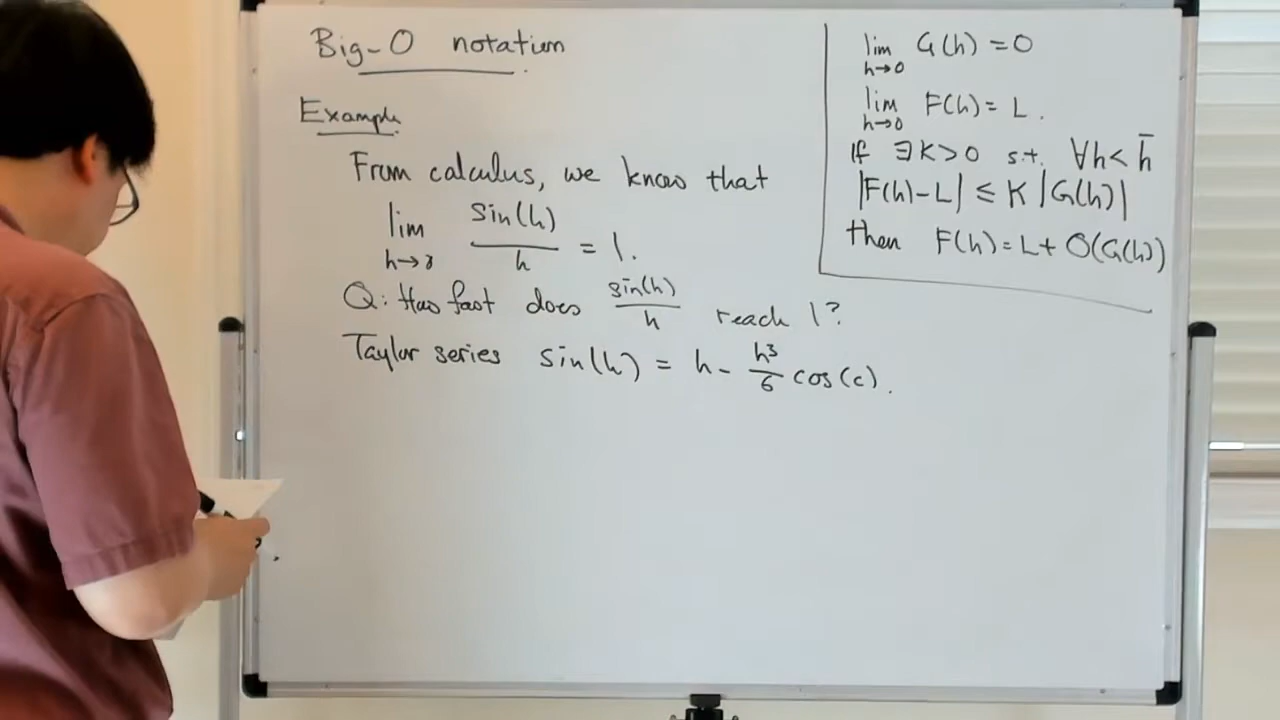 Big-O notation
Example
From calculus, we know that
lim h→0 sin(h)/h = 1.
Q: How fast does sin(h)/h reach 1?
Taylor series sin(h) = h - h³/6 cos(c).
lim h→0 G(h) = 0
lim h→0 F(h) = L.
If ∃K>0 s.t. ∀h< h̄
|F(h)-L| ≤ K |G(h)|
then F(h) = L + O(G(h))